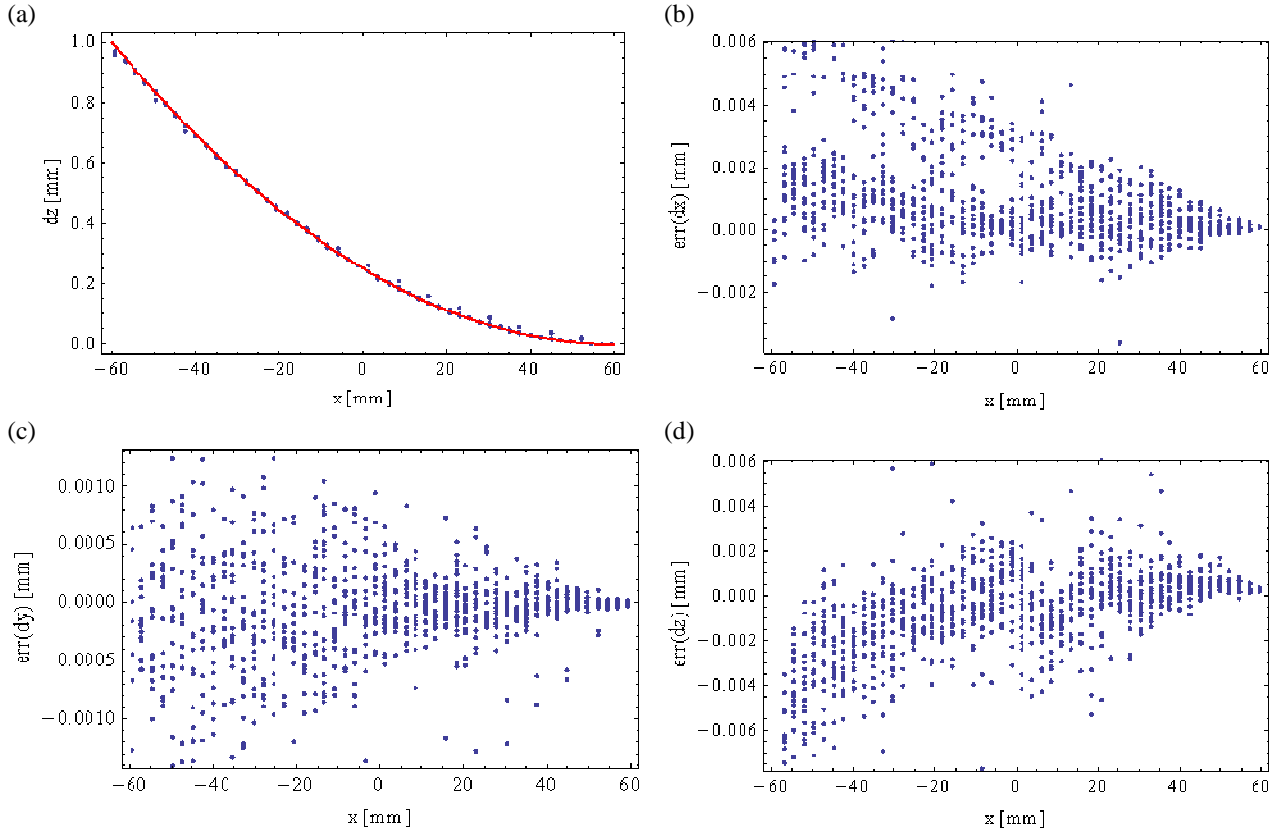 (a)
1.0
0.8
0.6
0.4
0.2
0.0
dz [mm]
−60 −40 −20 0 20 40 60
x [mm]
(b)
0.006
0.004
0.002
0.000
−0.002
err(dx) [mm]
−60 −40 −20 0 20 40 60
x [mm]
(c)
0.0010
0.0005
0.0000
0.0005
−0.0010
err(dy) [mm]
−60 −40 −20 0 20 40 60
x [mm]
(d)
0.006
0.004
0.002
0.000
−0.002
−0.004
−0.006
err(dz) [mm]
−60 −40 −20 0 20 40 60
x [mm]